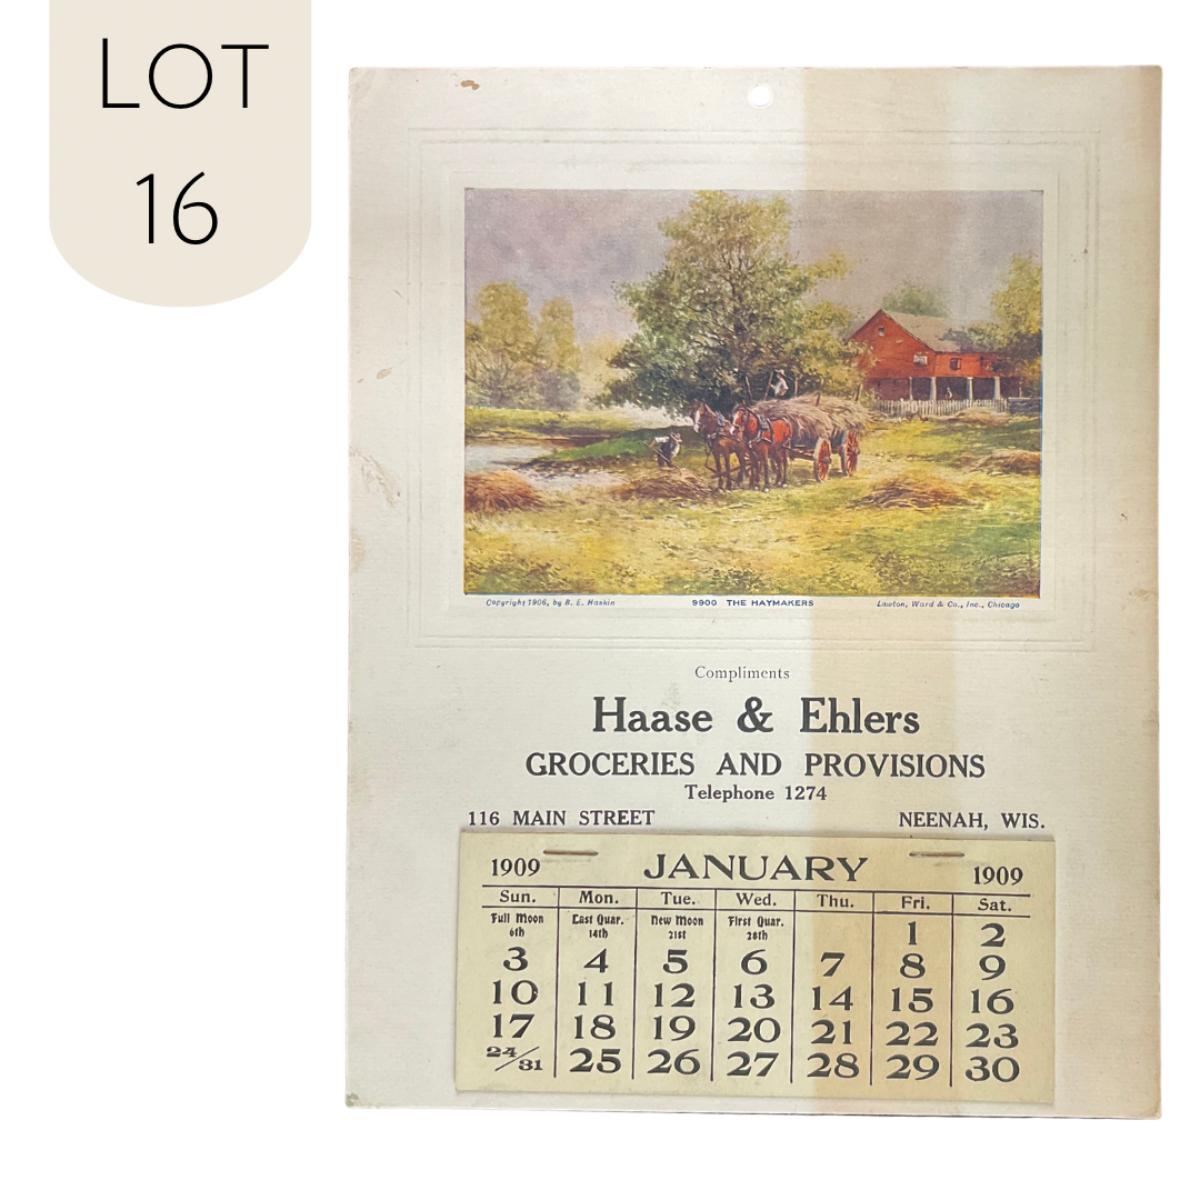 LOT
16
Copyright 1906, by R. E. Haskin 9900 THE HAYMAKERS Lawton, Ward & Co., Inc., Chicago
Compliments
Haase & Ehlers
GROCERIES AND PROVISIONS
Telephone 1274
116 MAIN STREET NEENAH, WIS.
1909 JANUARY 1909
Sun. Mon. Tue. Wed. Thu. Fri. Sat.
Full Moon 6th Last Quar. 14th New Moon 21st First Quar. 28th 1 2
3 4 5 6 7 8 9
10 11 12 13 14 15 16
17 18 19 20 21 22 23
24/31 25 26 27 28 29 30